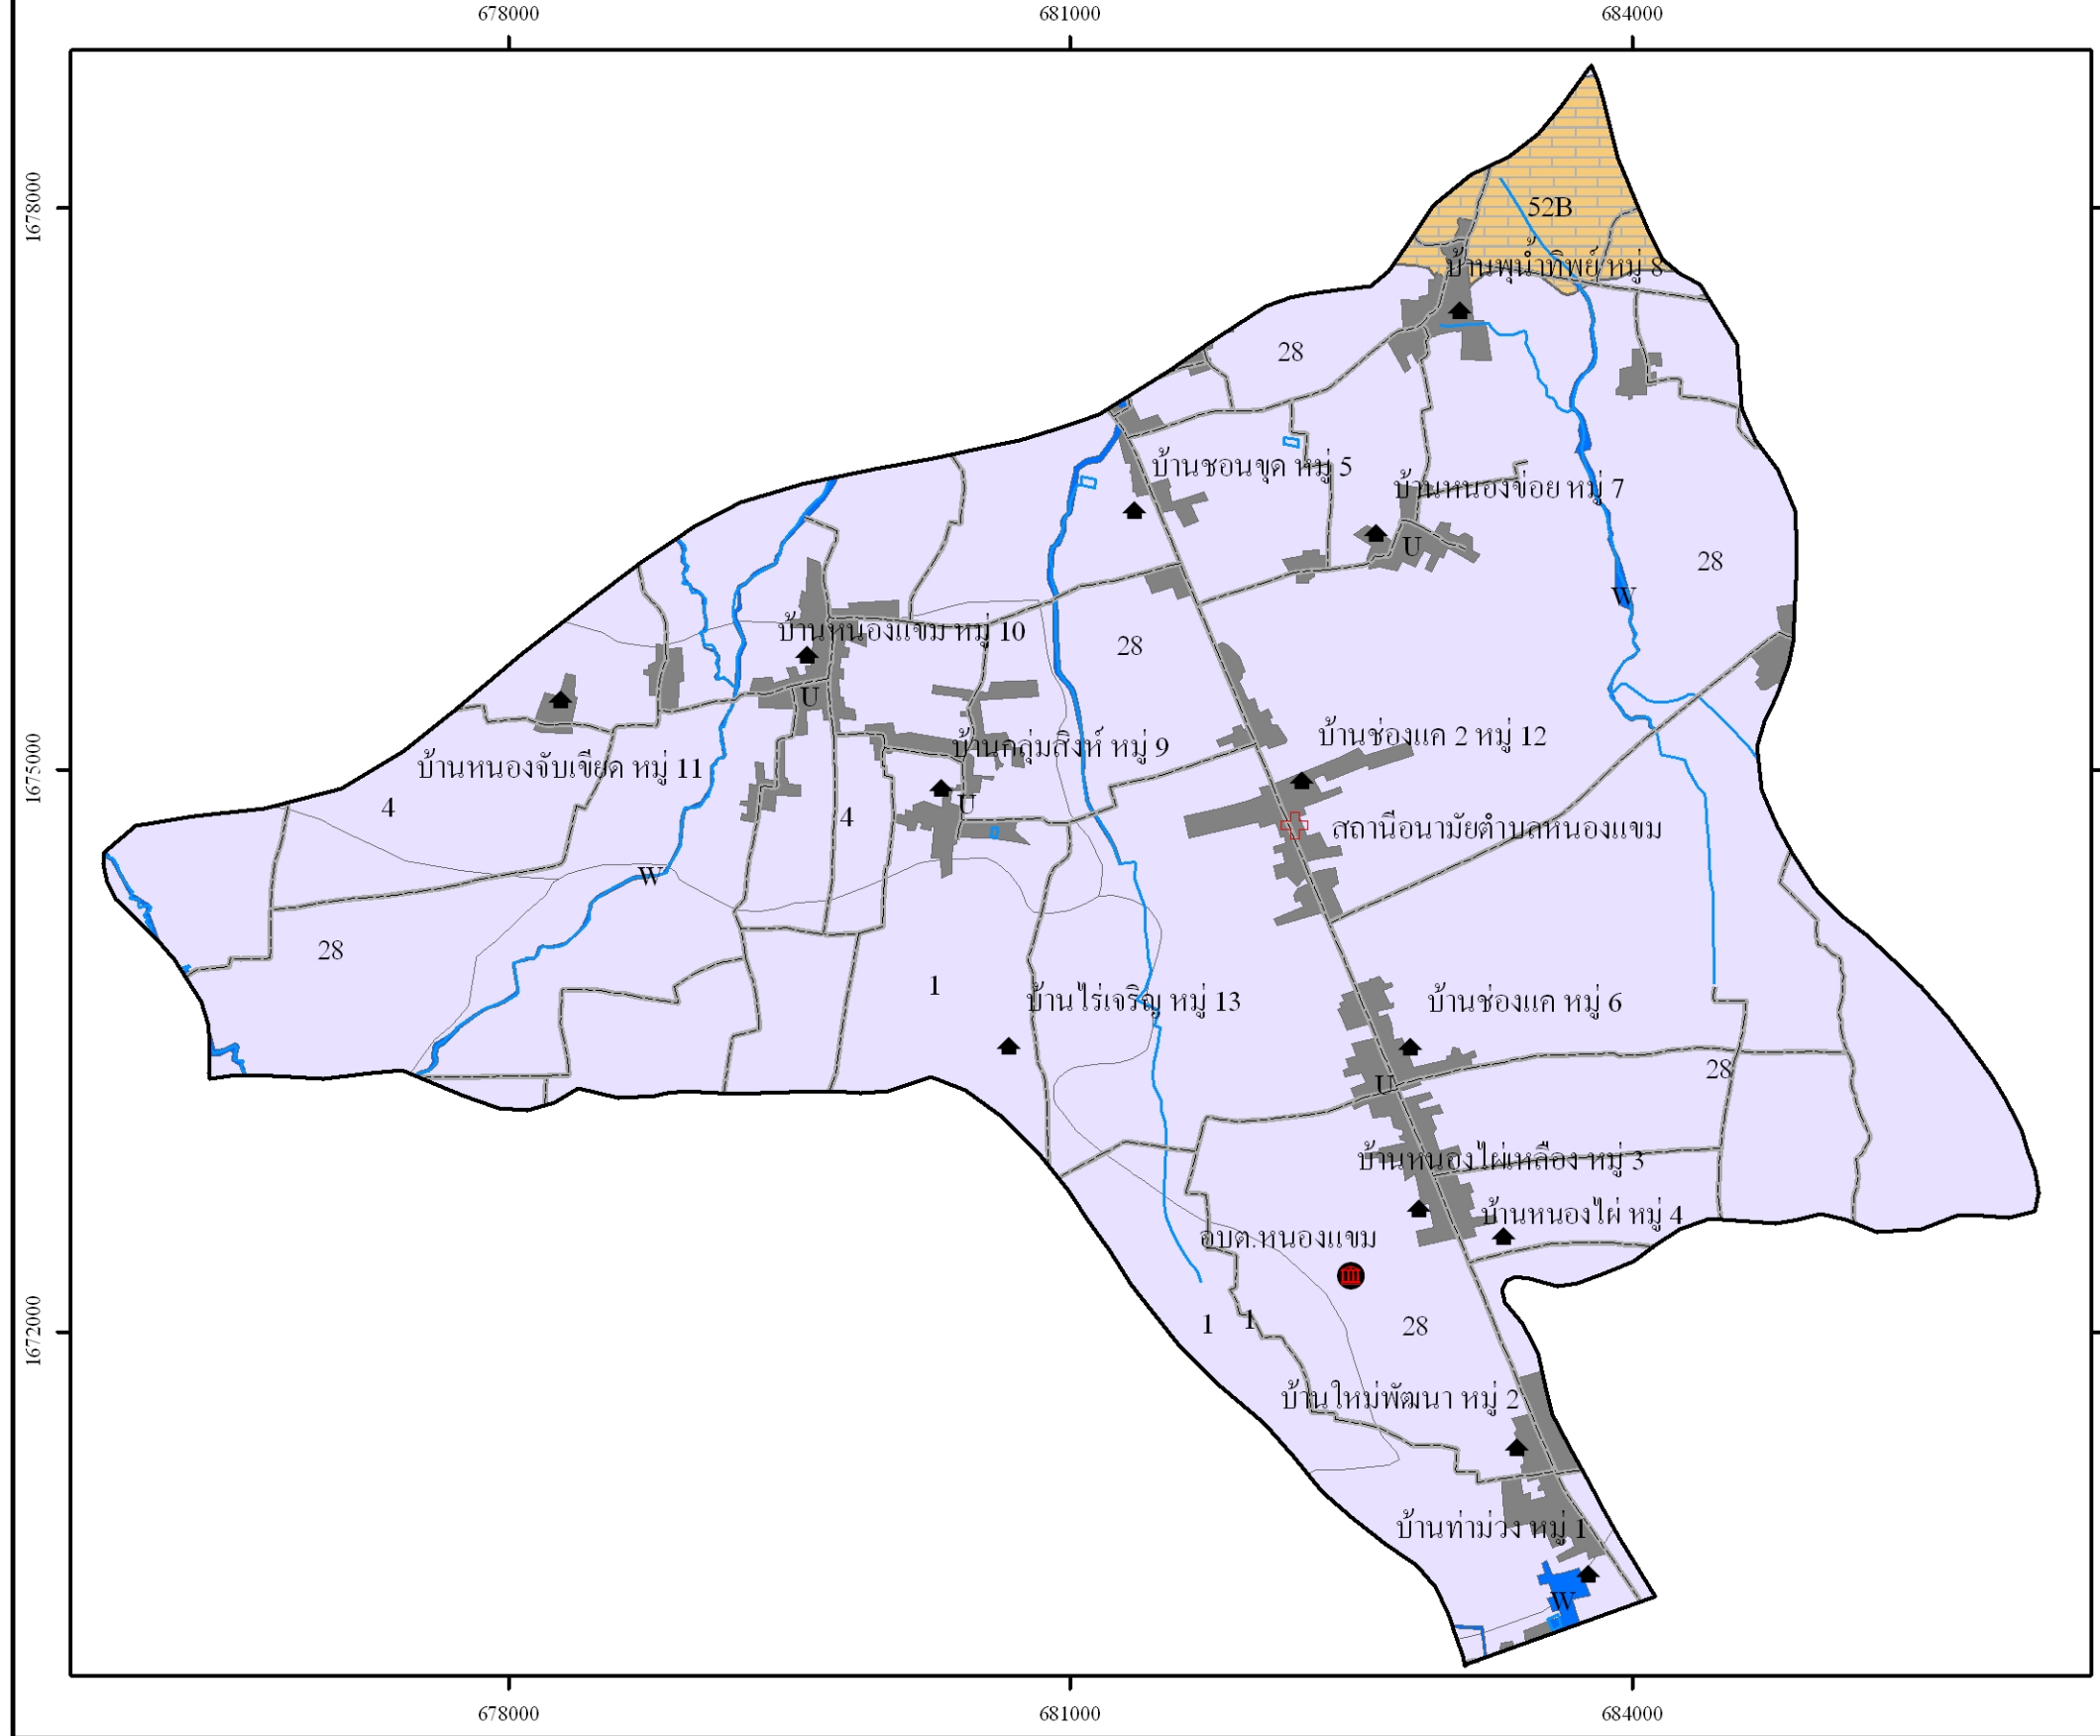 678000 681000 684000
1678000
52B
บ้านพุน้ำทิพย์ หมู่ 8
28
บ้านชอนขุด หมู่ 5
บ้านหนองข่อย หมู่ 7
U
28
W
บ้านหนองแขม หมู่ 10
28
U
บ้านช่องแค 2 หมู่ 12
บ้านกลุ่มสิงห์ หมู่ 9
1675000
บ้านหนองจับเขียด หมู่ 11
4
U
4
สถานีอนามัยตำบลหนองแขม
W
28
1
บ้านไร่เจริญ หมู่ 13
บ้านช่องแค หมู่ 6
28
U
บ้านหนองไผ่เหลือง หมู่ 3
บ้านหนองไผ่ หมู่ 4
อบต.หนองแขม
1672000
1
1
28
บ้านใหม่พัฒนา หมู่ 2
บ้านท่าม่วง หมู่ 1
W
678000 681000 684000